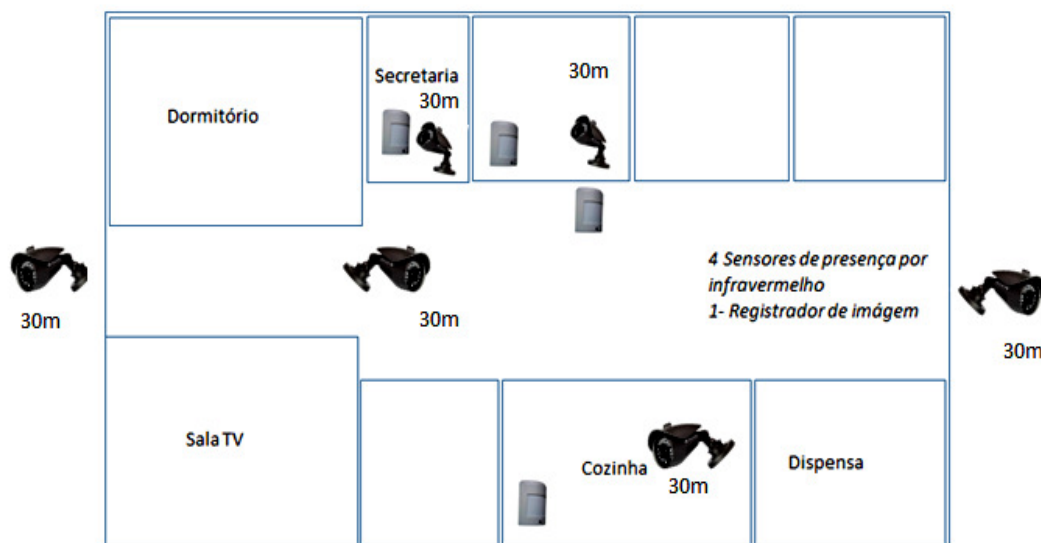 Secretaria
30m
30m
Dormitório
4 Sensores de presença por
infravermelho
1- Registrador de imágem
30m
30m
30m
Sala TV
Cozinha
30m
Dispensa